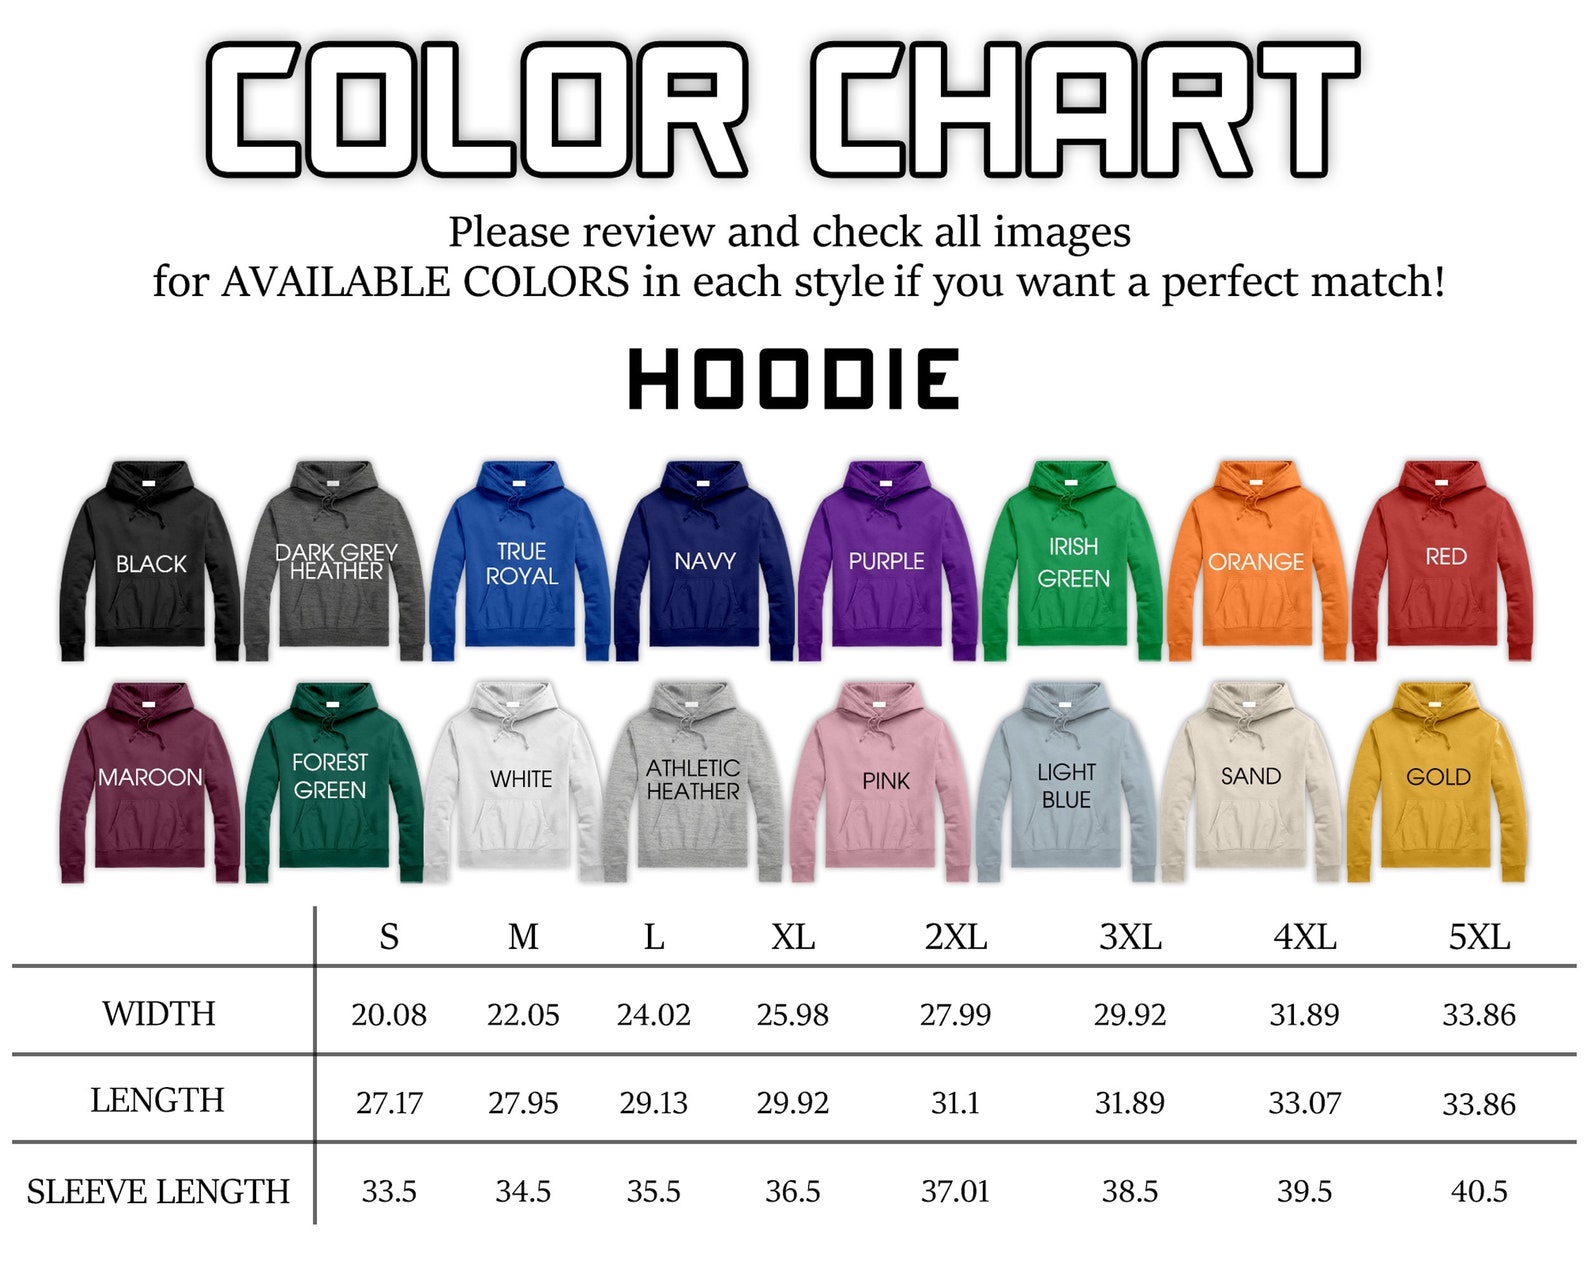 COLOR CHART
Please review and check all images
for AVAILABLE COLORS in each style if you want a perfect match!
HOODIE
BLACK
DARK GREY
HEATHER
TRUE
ROYAL
NAVY
PURPLE
IRISH
GREEN
ORANGE
RED
MAROON
FOREST
GREEN
WHITE
ATHLETIC
HEATHER
PINK
LIGHT
BLUE
SAND
GOLD
S M L XL 2XL 3XL 4XL 5XL
WIDTH 20.08 22.05 24.02 25.98 27.99 29.92 31.89 33.86
LENGTH 27.17 27.95 29.13 29.92 31.1 31.89 33.07 33.86
SLEEVE LENGTH 33.5 34.5 35.5 36.5 37.01 38.5 39.5 40.5